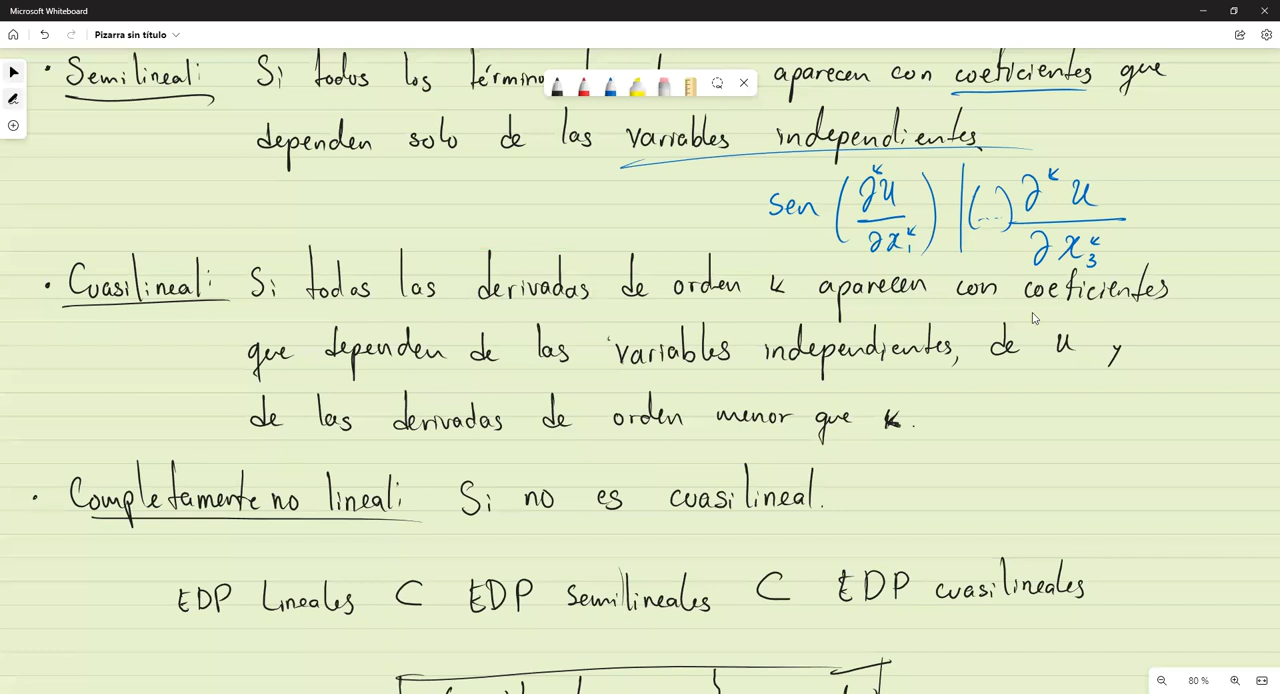 Microsoft Whiteboard
Pizarra sin título
• Semilineal: Si todos los término aparecen con coeficientes que
dependen solo de las variables independientes.
sen (∂ᵏu/∂x₁ᵏ) | (...) ∂ᵏu/∂x₃ᵏ
• Cuasilineal: Si todas las derivadas de orden k aparecen con coeficientes
que dependen de las variables independientes, de u y
de las derivadas de orden menor que k.
• Completamente no lineal: Si no es cuasilineal.
EDP Lineales ⊂ EDP semilineales ⊂ EDP cuasilineales
80 %